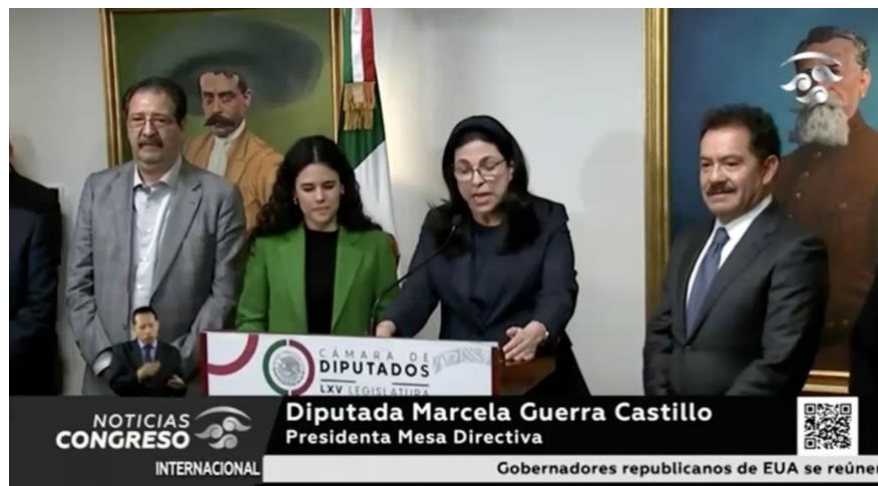 CÁMARA DE
DIPUTADOS
LXV LEGISLATURA
NOTICIAS
CONGRESO
INTERNACIONAL
Diputada Marcela Guerra Castillo
Presidenta Mesa Directiva
Gobernadores republicanos de EUA se reúne